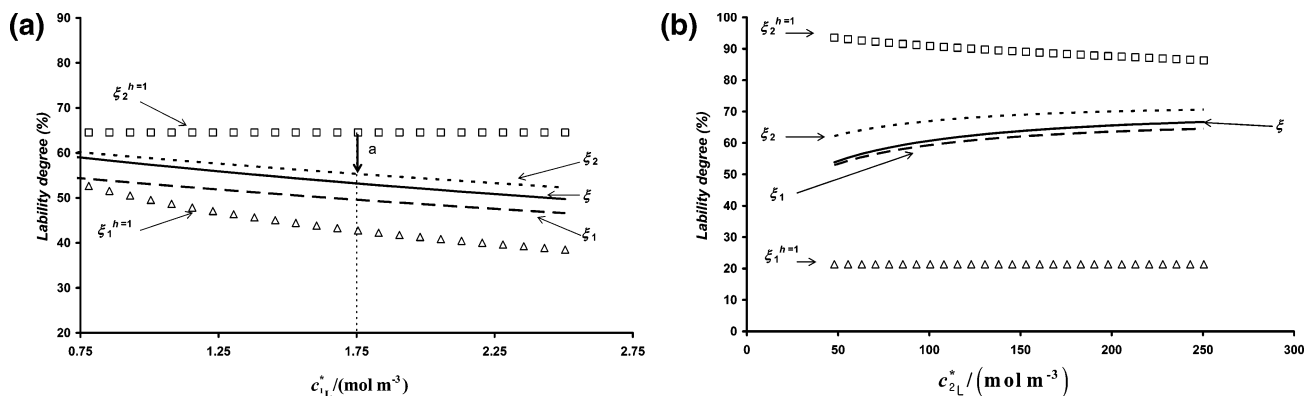 (a)
90
80
70
60
50
40
30
20
Lability degree (%)
ξ₂ʰ⁼¹
a
ξ₂
ξ
ξ₁
ξ₁ʰ⁼¹
0.75 1.25 1.75 2.25 2.75
c*₁L /(mol m⁻³)
(b)
100
90
80
70
60
50
40
30
20
10
0
Lability degree (%)
ξ₂ʰ⁼¹
ξ₂
ξ
ξ₁
ξ₁ʰ⁼¹
0 50 100 150 200 250 300
c*₂L /(mol m⁻³)